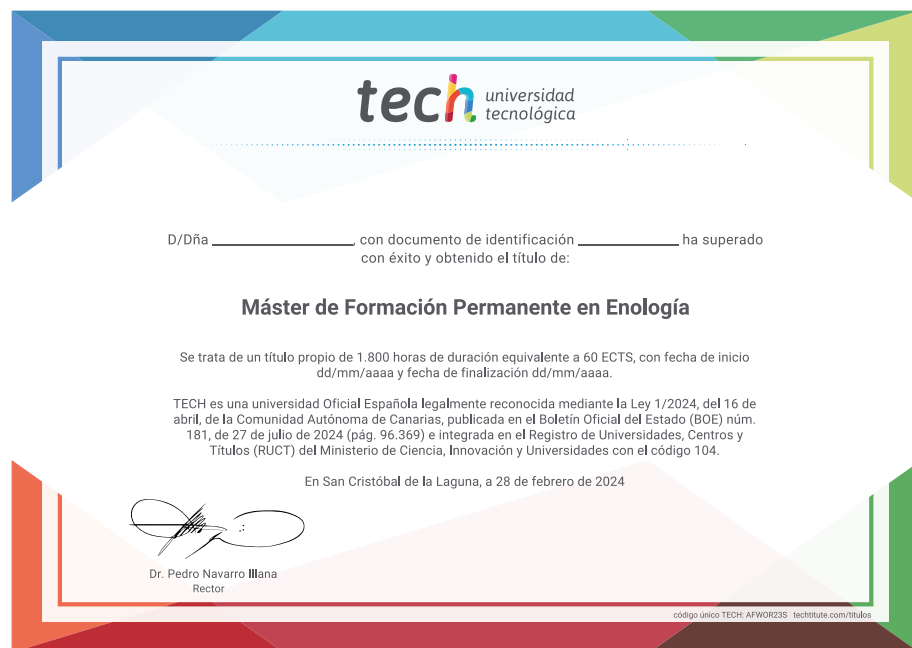 tech universidad
tecnológica
D/Dña ______________, con documento de identificación __________ ha superado
con éxito y obtenido el título de:
Máster de Formación Permanente en Enología
Se trata de un título propio de 1.800 horas de duración equivalente a 60 ECTS, con fecha de inicio
dd/mm/aaaa y fecha de finalización dd/mm/aaaa.
TECH es una universidad Oficial Española legalmente reconocida mediante la Ley 1/2024, del 16 de
abril, de la Comunidad Autónoma de Canarias, publicada en el Boletín Oficial del Estado (BOE) núm.
181, de 27 de julio de 2024 (pág. 96.369) e integrada en el Registro de Universidades, Centros y
Títulos (RUCT) del Ministerio de Ciencia, Innovación y Universidades con el código 104.
En San Cristóbal de la Laguna, a 28 de febrero de 2024
Dr. Pedro Navarro Illana
Rector
código único TECH: AFWOR23S techtitute.com/títulos